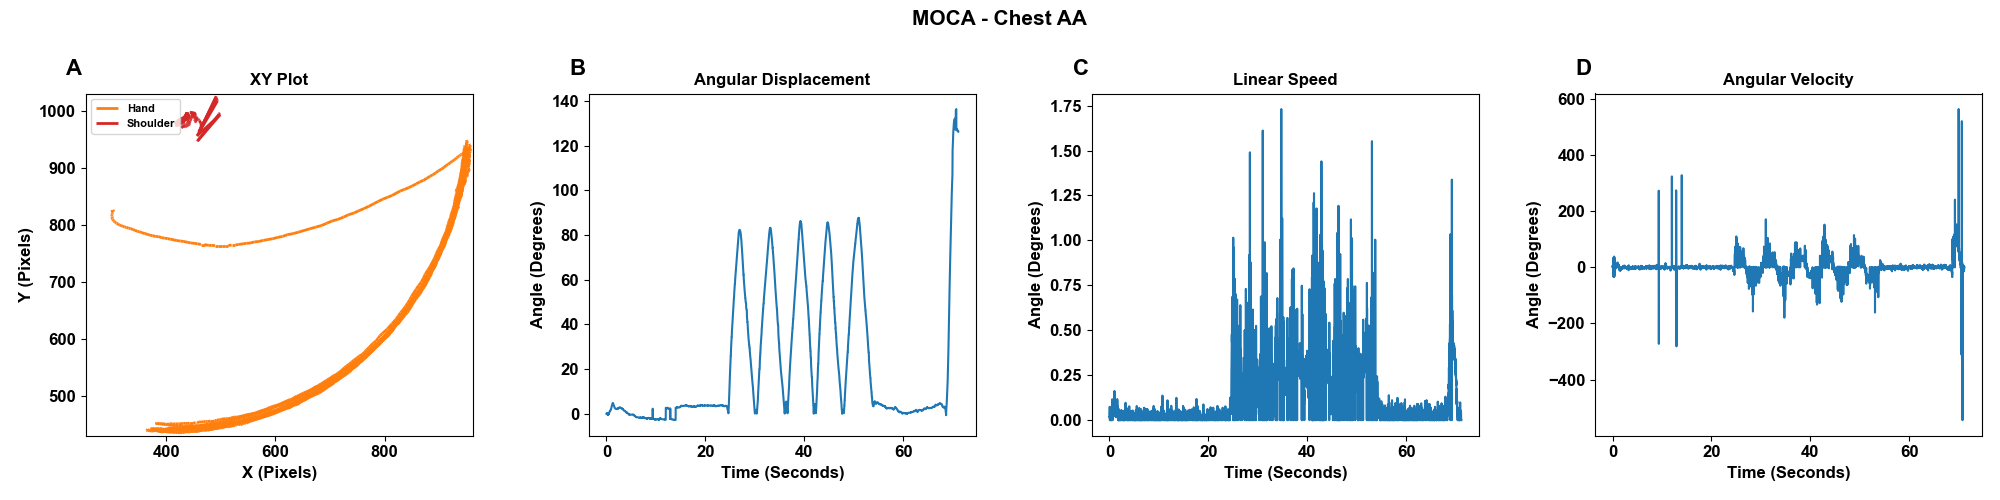 MOCA - Chest AA
A
XY Plot
Hand
Shoulder
1000
900
800
700
600
500
400
600
800
Y (Pixels)
X (Pixels)
B
Angular Displacement
140
120
100
80
60
40
20
0
0
20
40
60
Angle (Degrees)
Time (Seconds)
C
Linear Speed
1.75
1.50
1.25
1.00
0.75
0.50
0.25
0.00
0
20
40
60
Angle (Degrees)
Time (Seconds)
D
Angular Velocity
600
400
200
0
−200
−400
0
20
40
60
Angle (Degrees)
Time (Seconds)